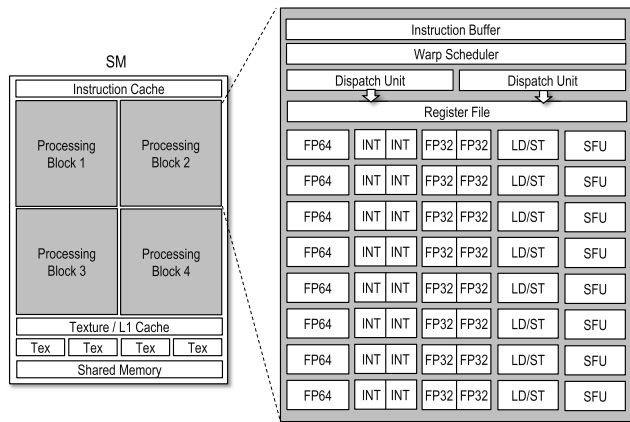 SM
Instruction Cache
Processing
Block 1
Processing
Block 2
Processing
Block 3
Processing
Block 4
Texture / L1 Cache
Tex Tex Tex Tex
Shared Memory
Instruction Buffer
Warp Scheduler
Dispatch Unit Dispatch Unit
Register File
FP64 INT INT FP32 FP32 LD/ST SFU
FP64 INT INT FP32 FP32 LD/ST SFU
FP64 INT INT FP32 FP32 LD/ST SFU
FP64 INT INT FP32 FP32 LD/ST SFU
FP64 INT INT FP32 FP32 LD/ST SFU
FP64 INT INT FP32 FP32 LD/ST SFU
FP64 INT INT FP32 FP32 LD/ST SFU
FP64 INT INT FP32 FP32 LD/ST SFU